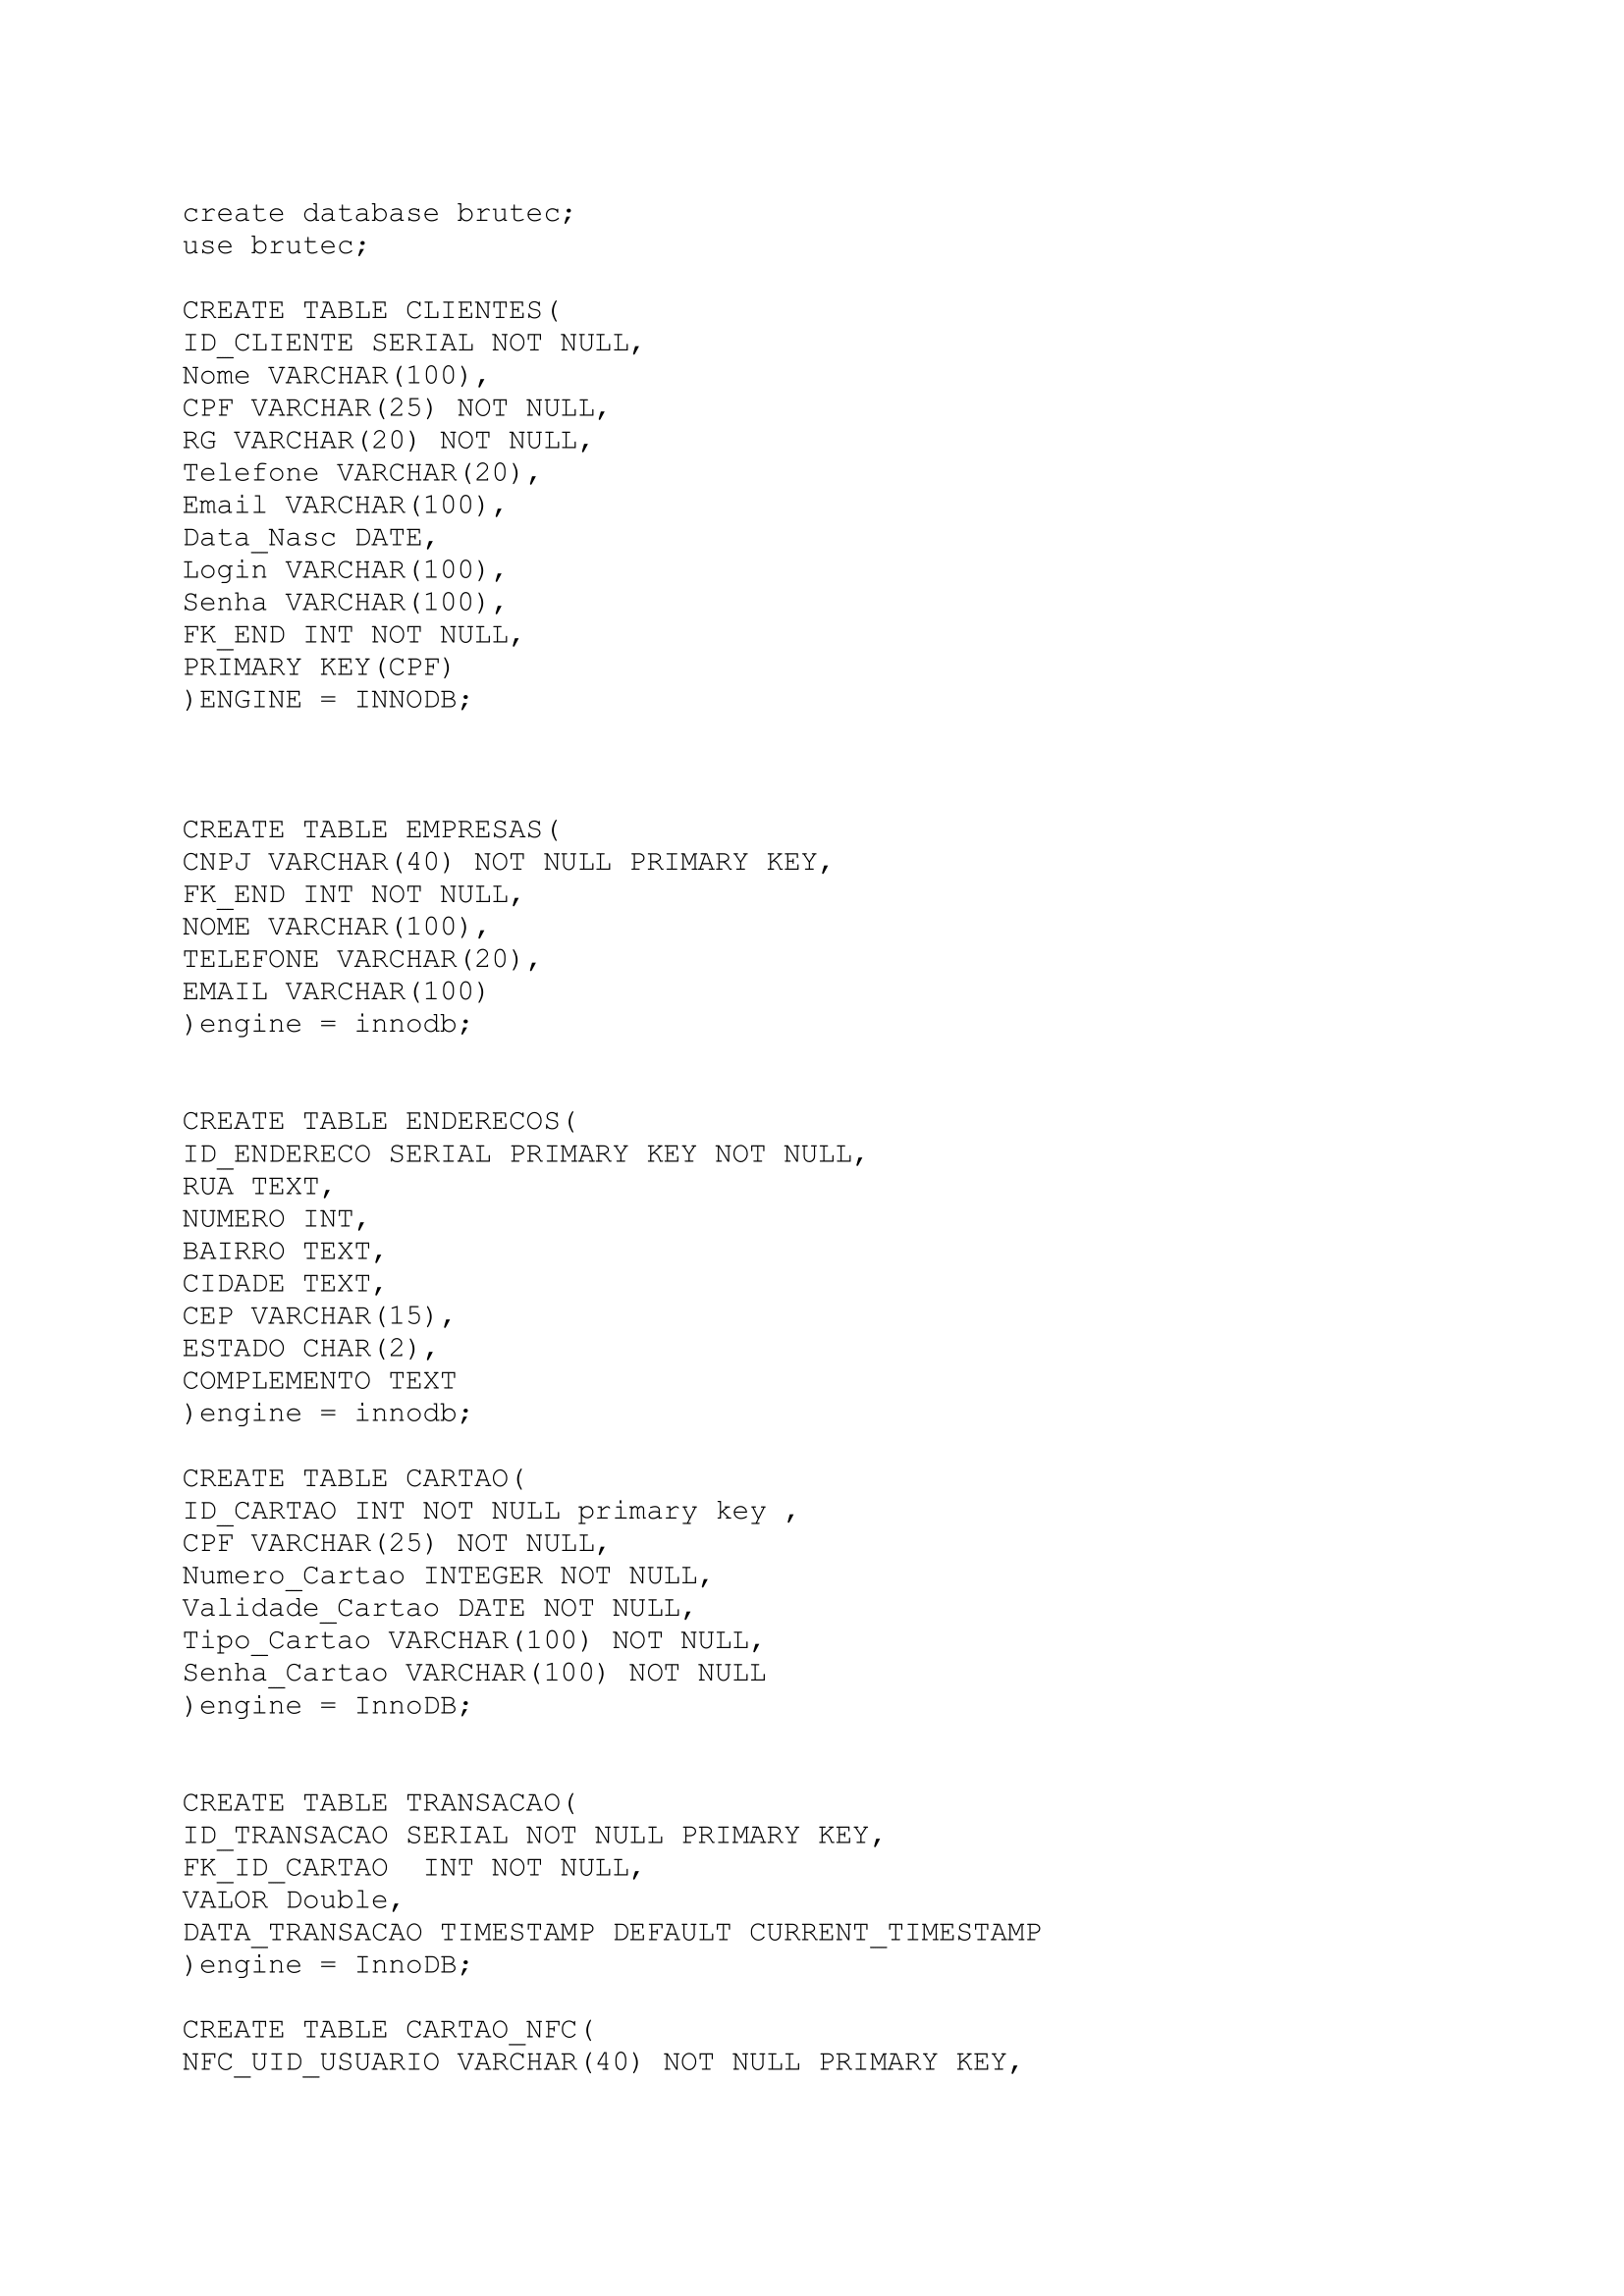 create database brutec;
use brutec;
CREATE TABLE CLIENTES(
ID_CLIENTE SERIAL NOT NULL,
Nome VARCHAR(100),
CPF VARCHAR(25) NOT NULL,
RG VARCHAR(20) NOT NULL,
Telefone VARCHAR(20),
Email VARCHAR(100),
Data_Nasc DATE,
Login VARCHAR(100),
Senha VARCHAR(100),
FK_END INT NOT NULL,
PRIMARY KEY(CPF)
)ENGINE = INNODB;
CREATE TABLE EMPRESAS(
CNPJ VARCHAR(40) NOT NULL PRIMARY KEY,
FK_END INT NOT NULL,
NOME VARCHAR(100),
TELEFONE VARCHAR(20),
EMAIL VARCHAR(100)
)engine = innodb;
CREATE TABLE ENDERECOS(
ID_ENDERECO SERIAL PRIMARY KEY NOT NULL,
RUA TEXT,
NUMERO INT,
BAIRRO TEXT,
CIDADE TEXT,
CEP VARCHAR(15),
ESTADO CHAR(2),
COMPLEMENTO TEXT
)engine = innodb;
CREATE TABLE CARTAO(
ID_CARTAO INT NOT NULL primary key ,
CPF VARCHAR(25) NOT NULL,
Numero_Cartao INTEGER NOT NULL,
Validade_Cartao DATE NOT NULL,
Tipo_Cartao VARCHAR(100) NOT NULL,
Senha_Cartao VARCHAR(100) NOT NULL
)engine = InnoDB;
CREATE TABLE TRANSACAO(
ID_TRANSACAO SERIAL NOT NULL PRIMARY KEY,
FK_ID_CARTAO  INT NOT NULL,
VALOR Double,
DATA_TRANSACAO TIMESTAMP DEFAULT CURRENT_TIMESTAMP
)engine = InnoDB;
CREATE TABLE CARTAO_NFC(
NFC_UID_USUARIO VARCHAR(40) NOT NULL PRIMARY KEY,